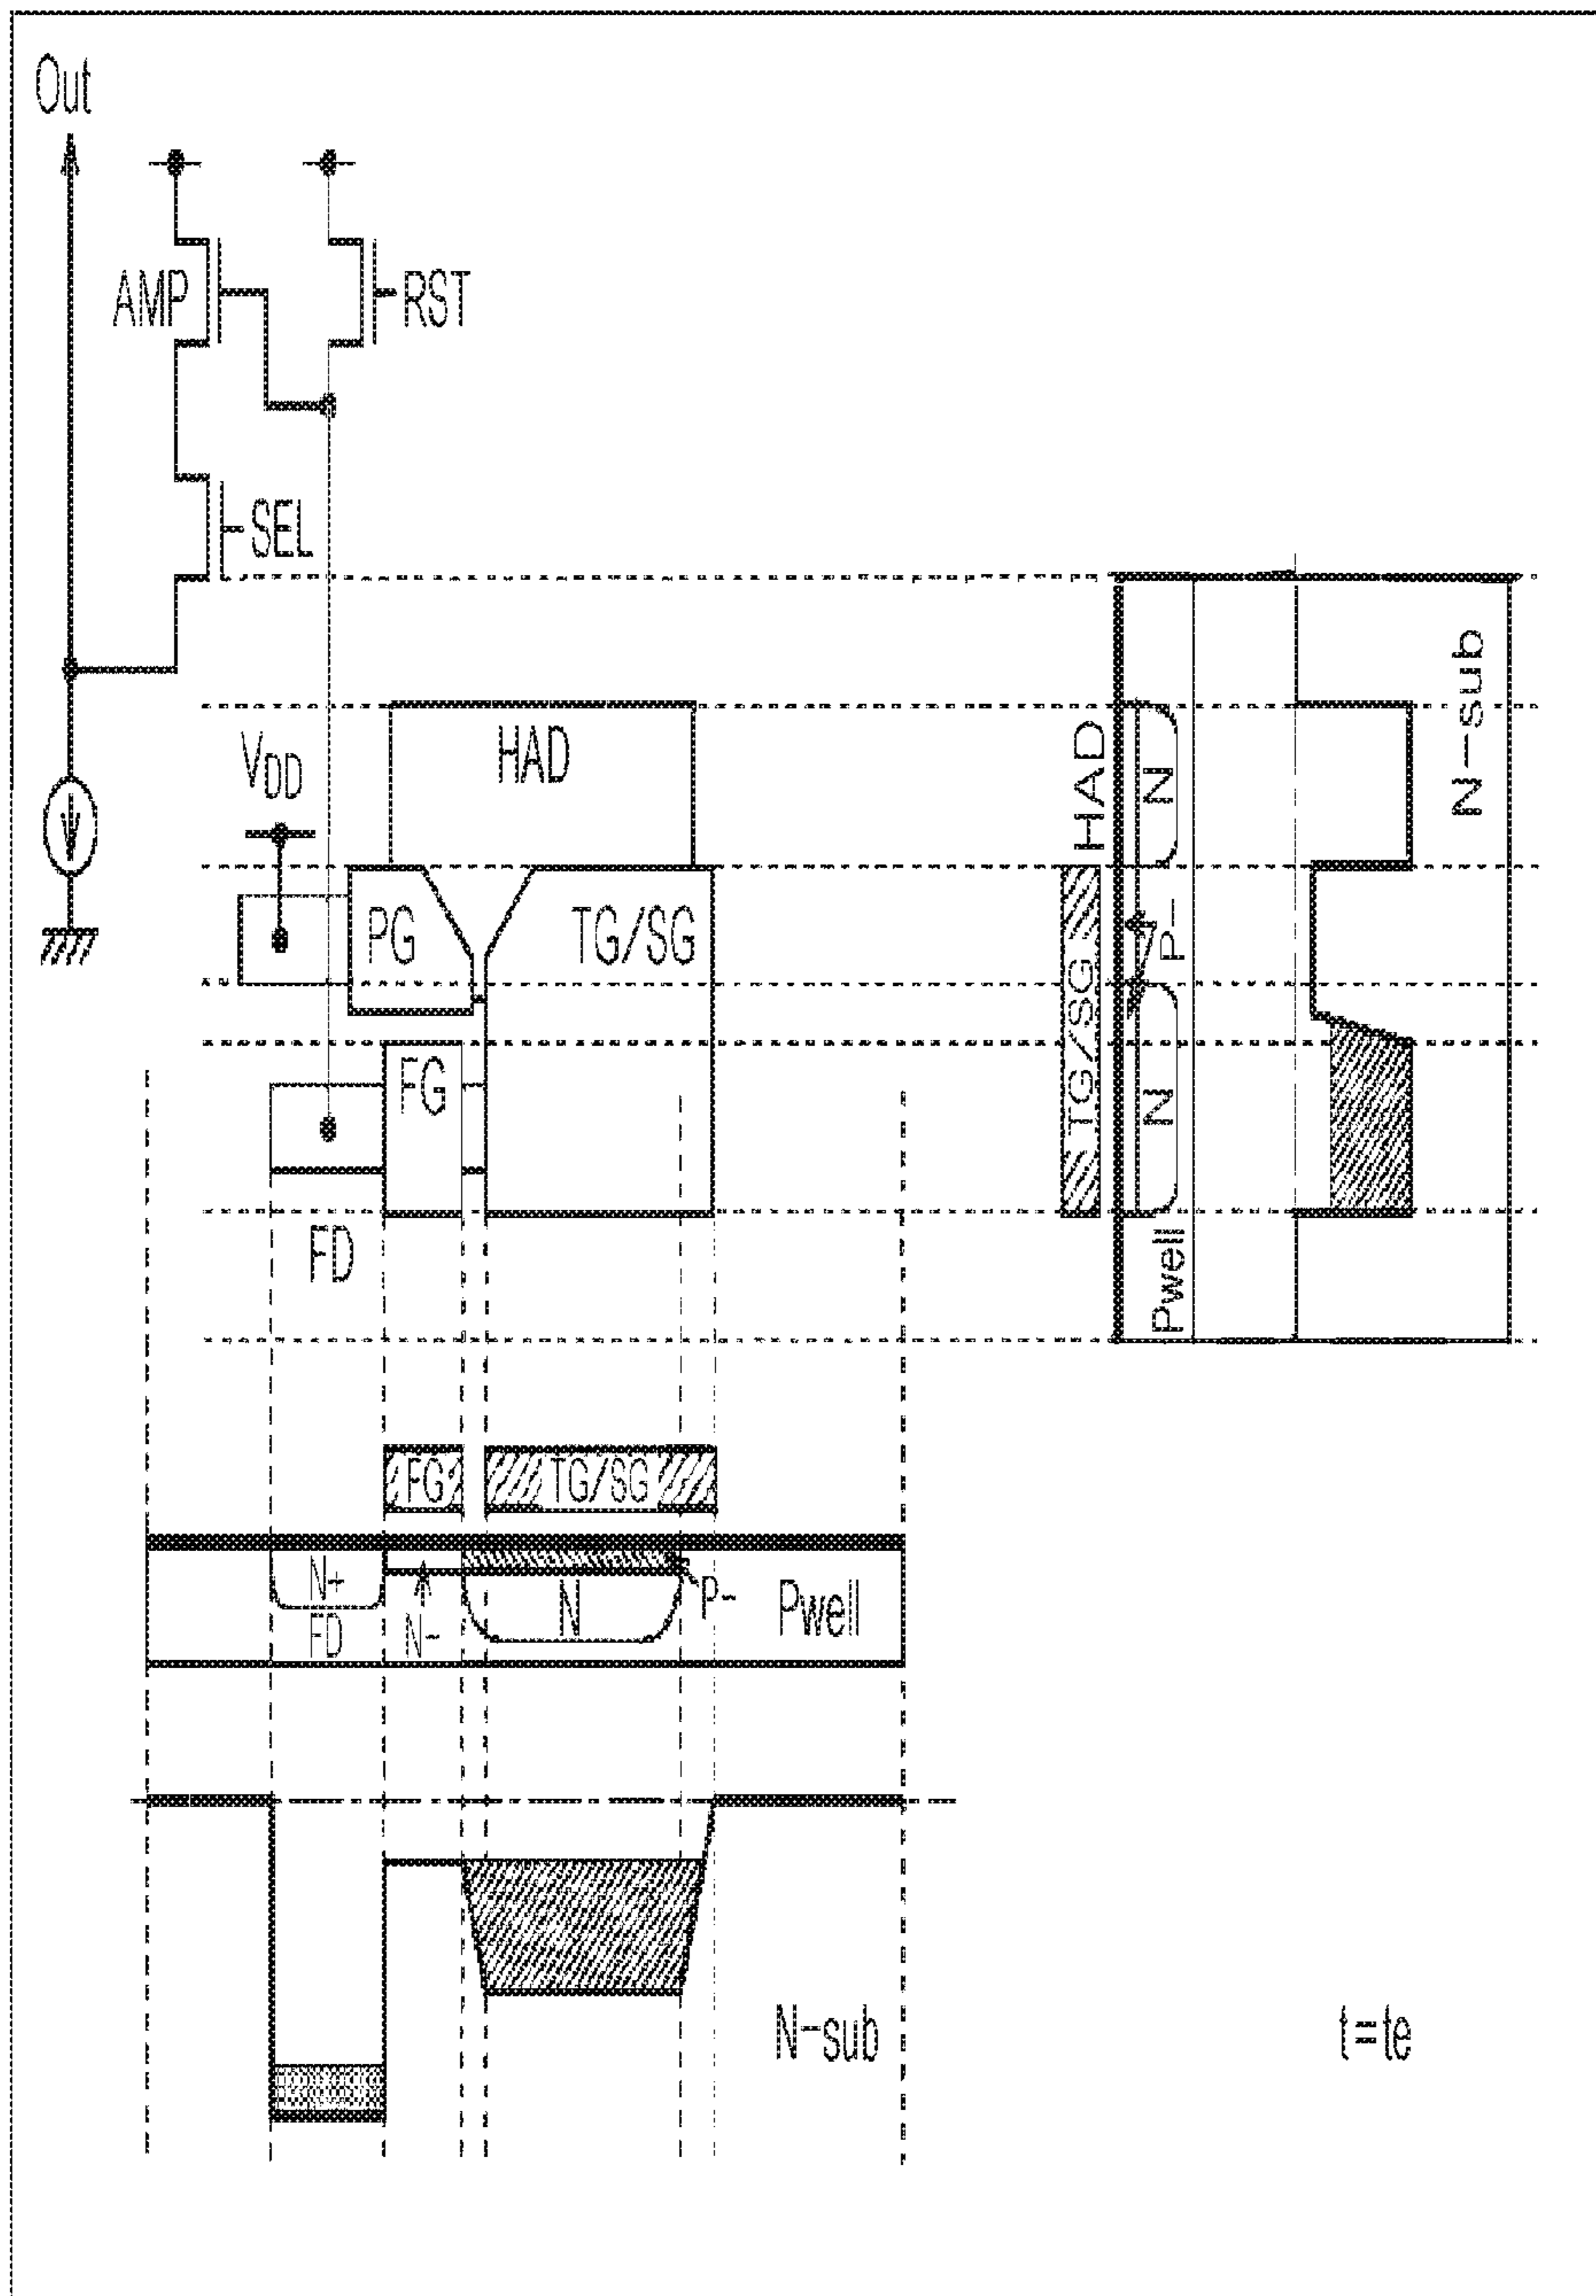 Out
AMP
RST
SEL
N-sub
VDD
HAD
HAD
N
PG
TG/SG
P-
TG/SG
FG
N
FD
Pwell
FG
TG/SG
N+
FD
N-
N
P-
Pwell
N-sub
t=te